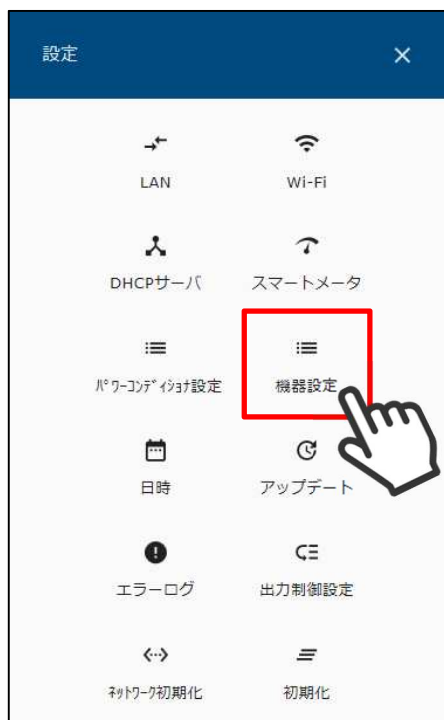 設定
LAN
Wi-Fi
DHCPサーバ
スマートメータ
ﾊﾟﾜｰｺﾝﾃﾞｨｼｮﾅ設定
機器設定
日時
アップデート
エラーログ
出力制御設定
ﾈｯﾄﾜｰｸ初期化
初期化